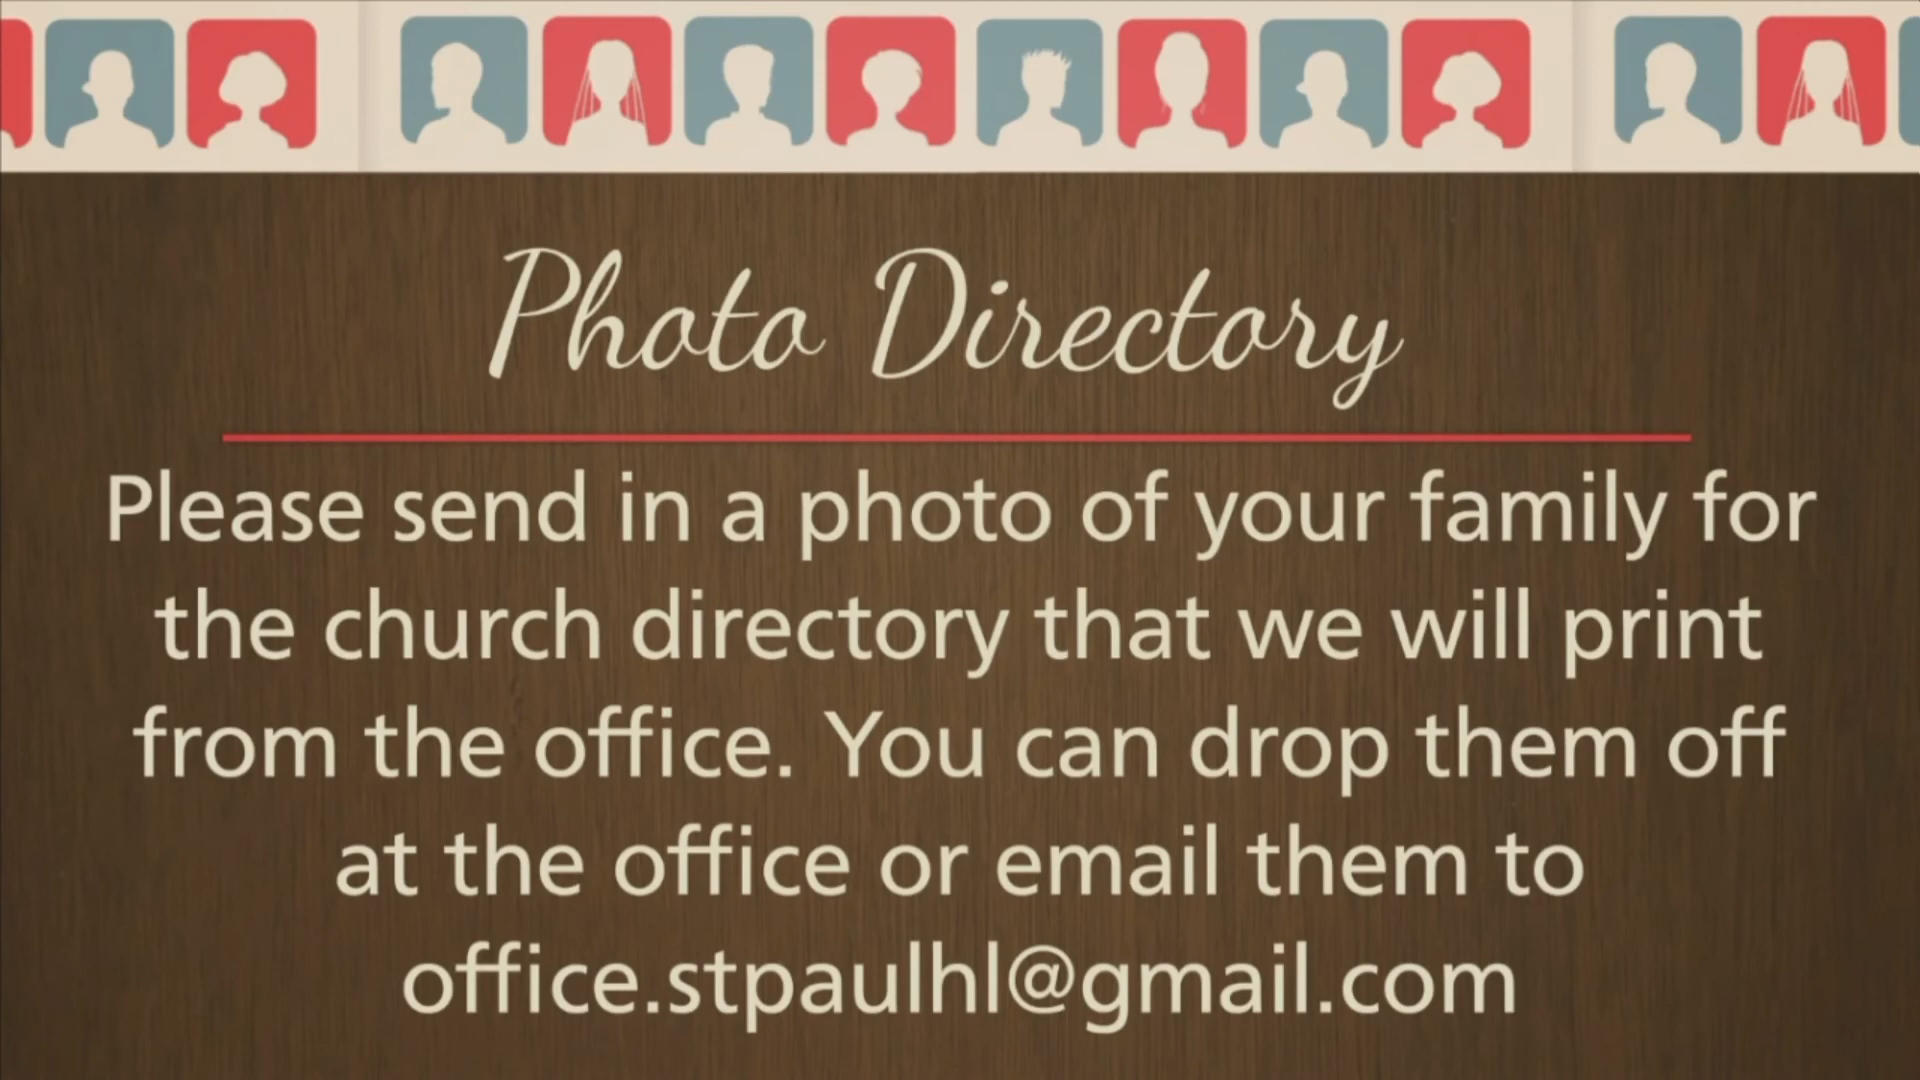 Photo Directory
Please send in a photo of your family for
the church directory that we will print
from the office. You can drop them off
at the office or email them to
office.stpaulhl@gmail.com